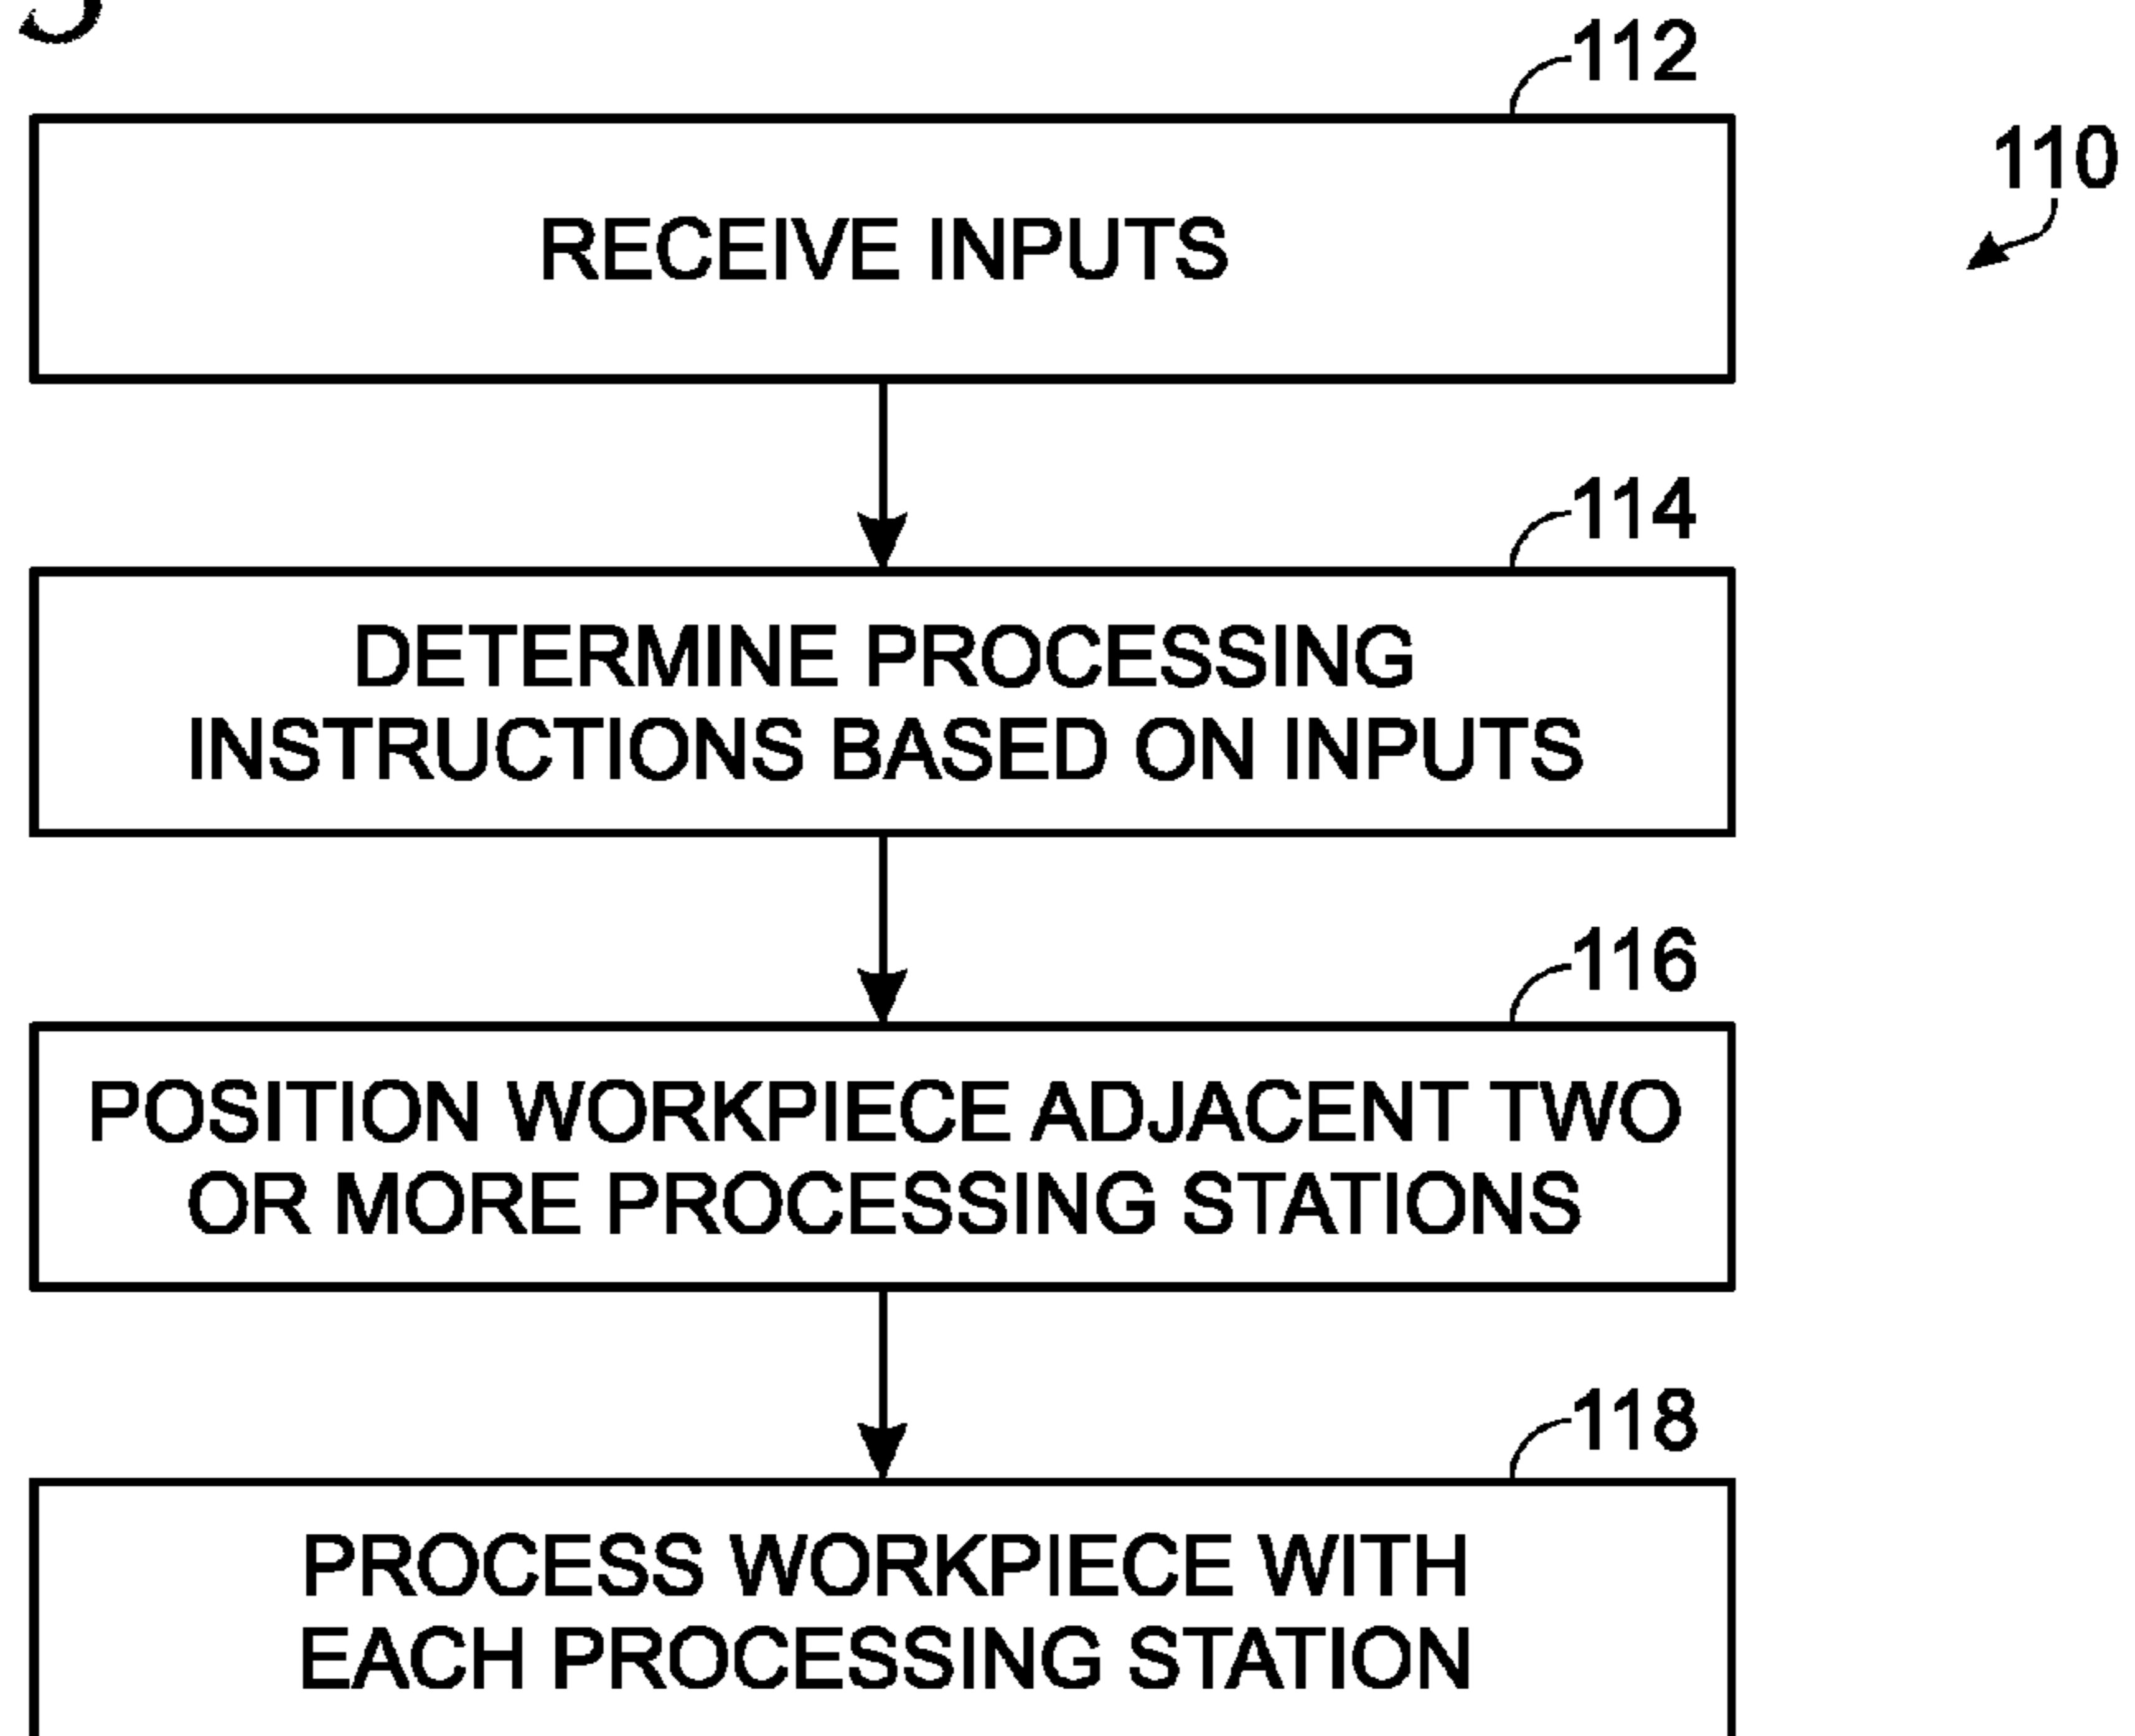 112
110
RECEIVE INPUTS
114
DETERMINE PROCESSING
INSTRUCTIONS BASED ON INPUTS
116
POSITION WORKPIECE ADJACENT TWO
OR MORE PROCESSING STATIONS
118
PROCESS WORKPIECE WITH
EACH PROCESSING STATION